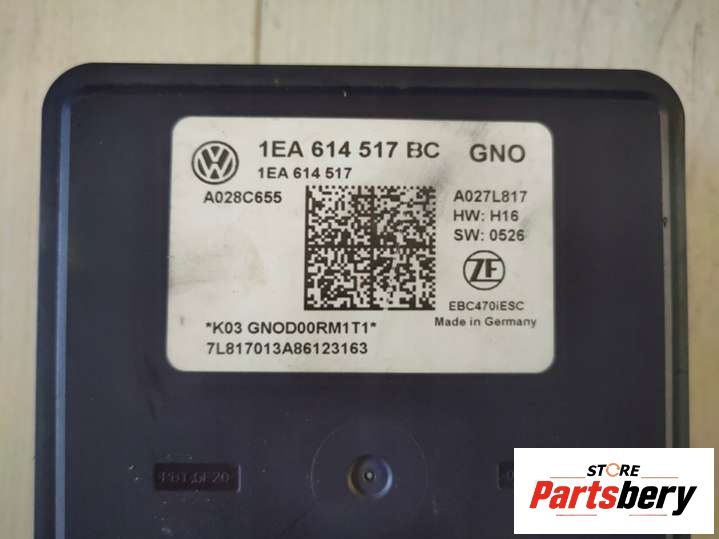 1EA 614 517 BC GNO
1EA 614 517
A028C655
A027L817
HW: H16
SW: 0526
ZF
EBC470iESC
Made in Germany
*K03 GNOD00RM1T1*
7L817013A86123163
STORE
Partsbery